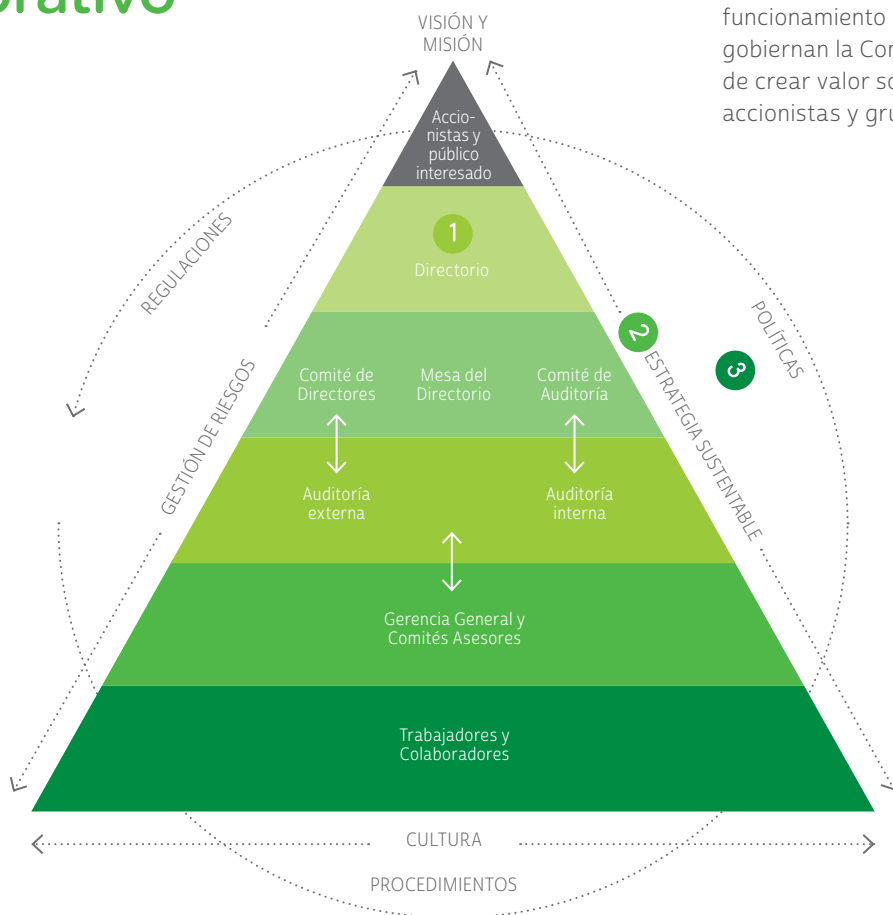 orativo
funcionamiento
gobiernan la Cor
de crear valor so
accionistas y gru
VISIÓN Y
MISIÓN
Accio-
nistas y
público
interesado
1
Directorio
REGULACIONES
POLÍTICAS
2
3
GESTIÓN DE RIESGOS
ESTRATEGIA SUSTENTABLE
Comité de
Directores
Mesa del
Directorio
Comité de
Auditoría
Auditoría
externa
Auditoría
interna
Gerencia General y
Comités Asesores
Trabajadores y
Colaboradores
CULTURA
PROCEDIMIENTOS